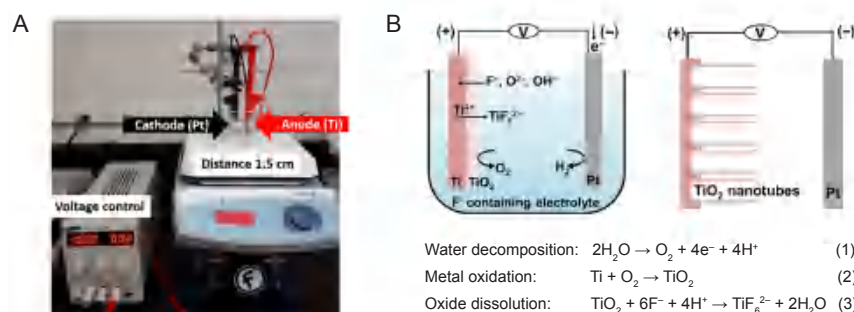 A
Cathode (Pt)
Anode (Ti)
Distance 1.5 cm
Voltage control
B
(+)
V
(−)
e⁻
F⁻, O²⁻, OH⁻
Ti⁴⁺
TiF₆²⁻
O₂
H₂
Ti TiO₂
Pt
F⁻ containing electrolyte
(+)
V
(−)
TiO₂ nanotubes
Pt
Water decomposition: 2H₂O → O₂ + 4e⁻ + 4H⁺ (1)
Metal oxidation: Ti + O₂ → TiO₂ (2)
Oxide dissolution: TiO₂ + 6F⁻ + 4H⁺ → TiF₆²⁻ + 2H₂O (3)